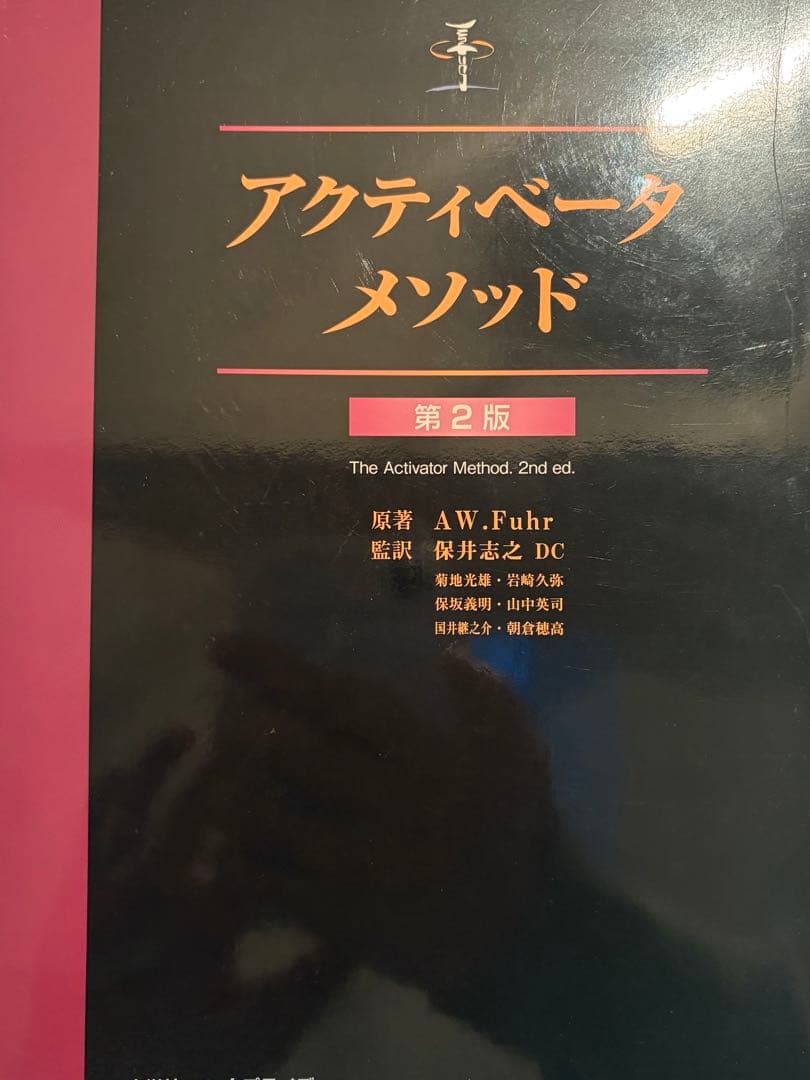 アクティベータ
メソッド
第2版
The Activator Method. 2nd ed.
原著 AW.Fuhr
監訳 保井志之 DC
菊地光雄・岩崎久弥
保坂義明・山中英司
国井継之介・朝倉穂高